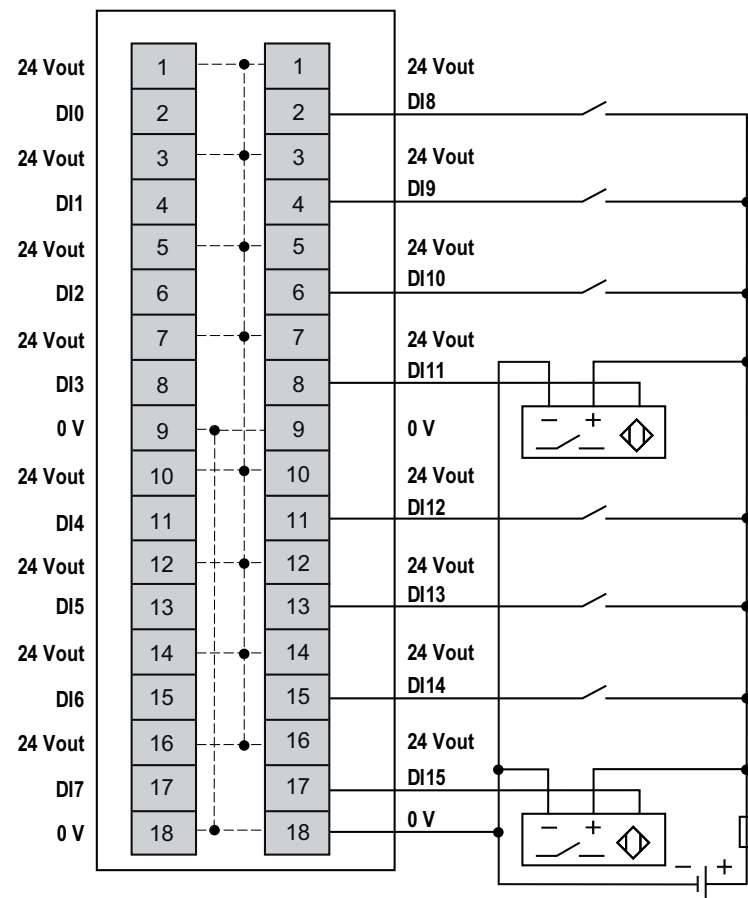 24 Vout 1 1 24 Vout
DI0 2 2 DI8
24 Vout 3 3 24 Vout
DI1 4 4 DI9
24 Vout 5 5 24 Vout
DI2 6 6 DI10
24 Vout 7 7 24 Vout
DI3 8 8 DI11
0 V 9 9 0 V
− +
24 Vout 10 10 24 Vout
DI4 11 11 DI12
24 Vout 12 12 24 Vout
DI5 13 13 DI13
24 Vout 14 14 24 Vout
DI6 15 15 DI14
24 Vout 16 16 24 Vout
DI7 17 17 DI15
0 V 18 18 0 V
− +
− +